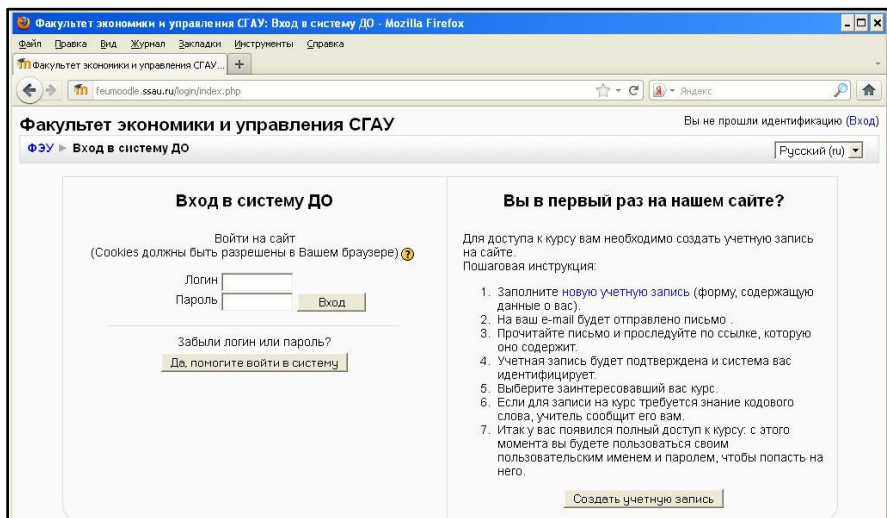 Факультет экономики и управления СГАУ: Вход в систему ДО - Mozilla Firefox
Файл Правка Вид Журнал Закладки Инструменты Справка
Факультет экономики и управления СГАУ... +
feumoodle.ssau.ru/login/index.php Яндекс
Факультет экономики и управления СГАУ
Вы не прошли идентификацию (Вход)
ФЭУ ► Вход в систему ДО
Русский (ru)
Вход в систему ДО
Войти на сайт
(Cookies должны быть разрешены в Вашем браузере) ?
Логин
Пароль Вход
Забыли логин или пароль?
Да, помогите войти в систему
Вы в первый раз на нашем сайте?
Для доступа к курсу вам необходимо создать учетную запись
на сайте.
Пошаговая инструкция:
1. Заполните новую учетную запись (форму, содержащую
данные о вас).
2. На ваш e-mail будет отправлено письмо .
3. Прочитайте письмо и проследуйте по ссылке, которую
оно содержит.
4. Учетная запись будет подтверждена и система вас
идентифицирует.
5. Выберите заинтересовавший вас курс.
6. Если для записи на курс требуется знание кодового
слова, учитель сообщит его вам.
7. Итак у вас появился полный доступ к курсу: с этого
момента вы будете пользоваться своим
пользовательским именем и паролем, чтобы попасть на
него.
Создать учетную запись